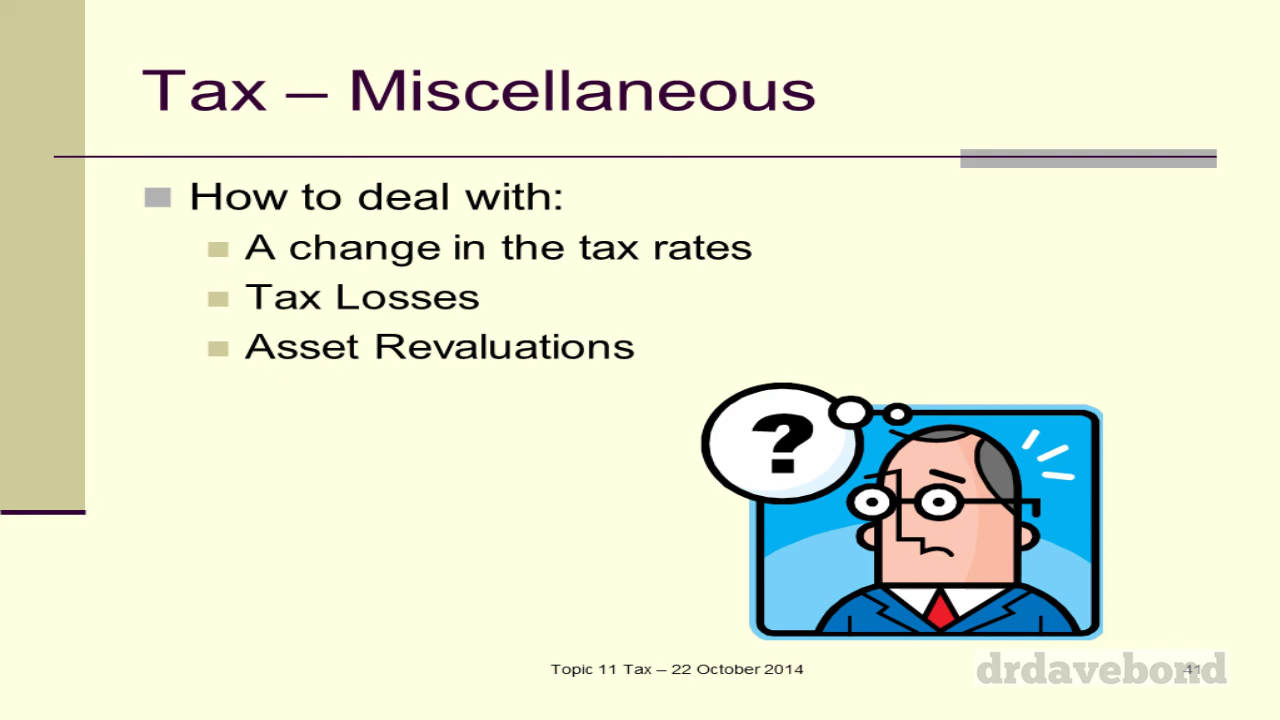 Tax – Miscellaneous
How to deal with:
A change in the tax rates
Tax Losses
Asset Revaluations
?
Topic 11 Tax – 22 October 2014
drdavebond
41